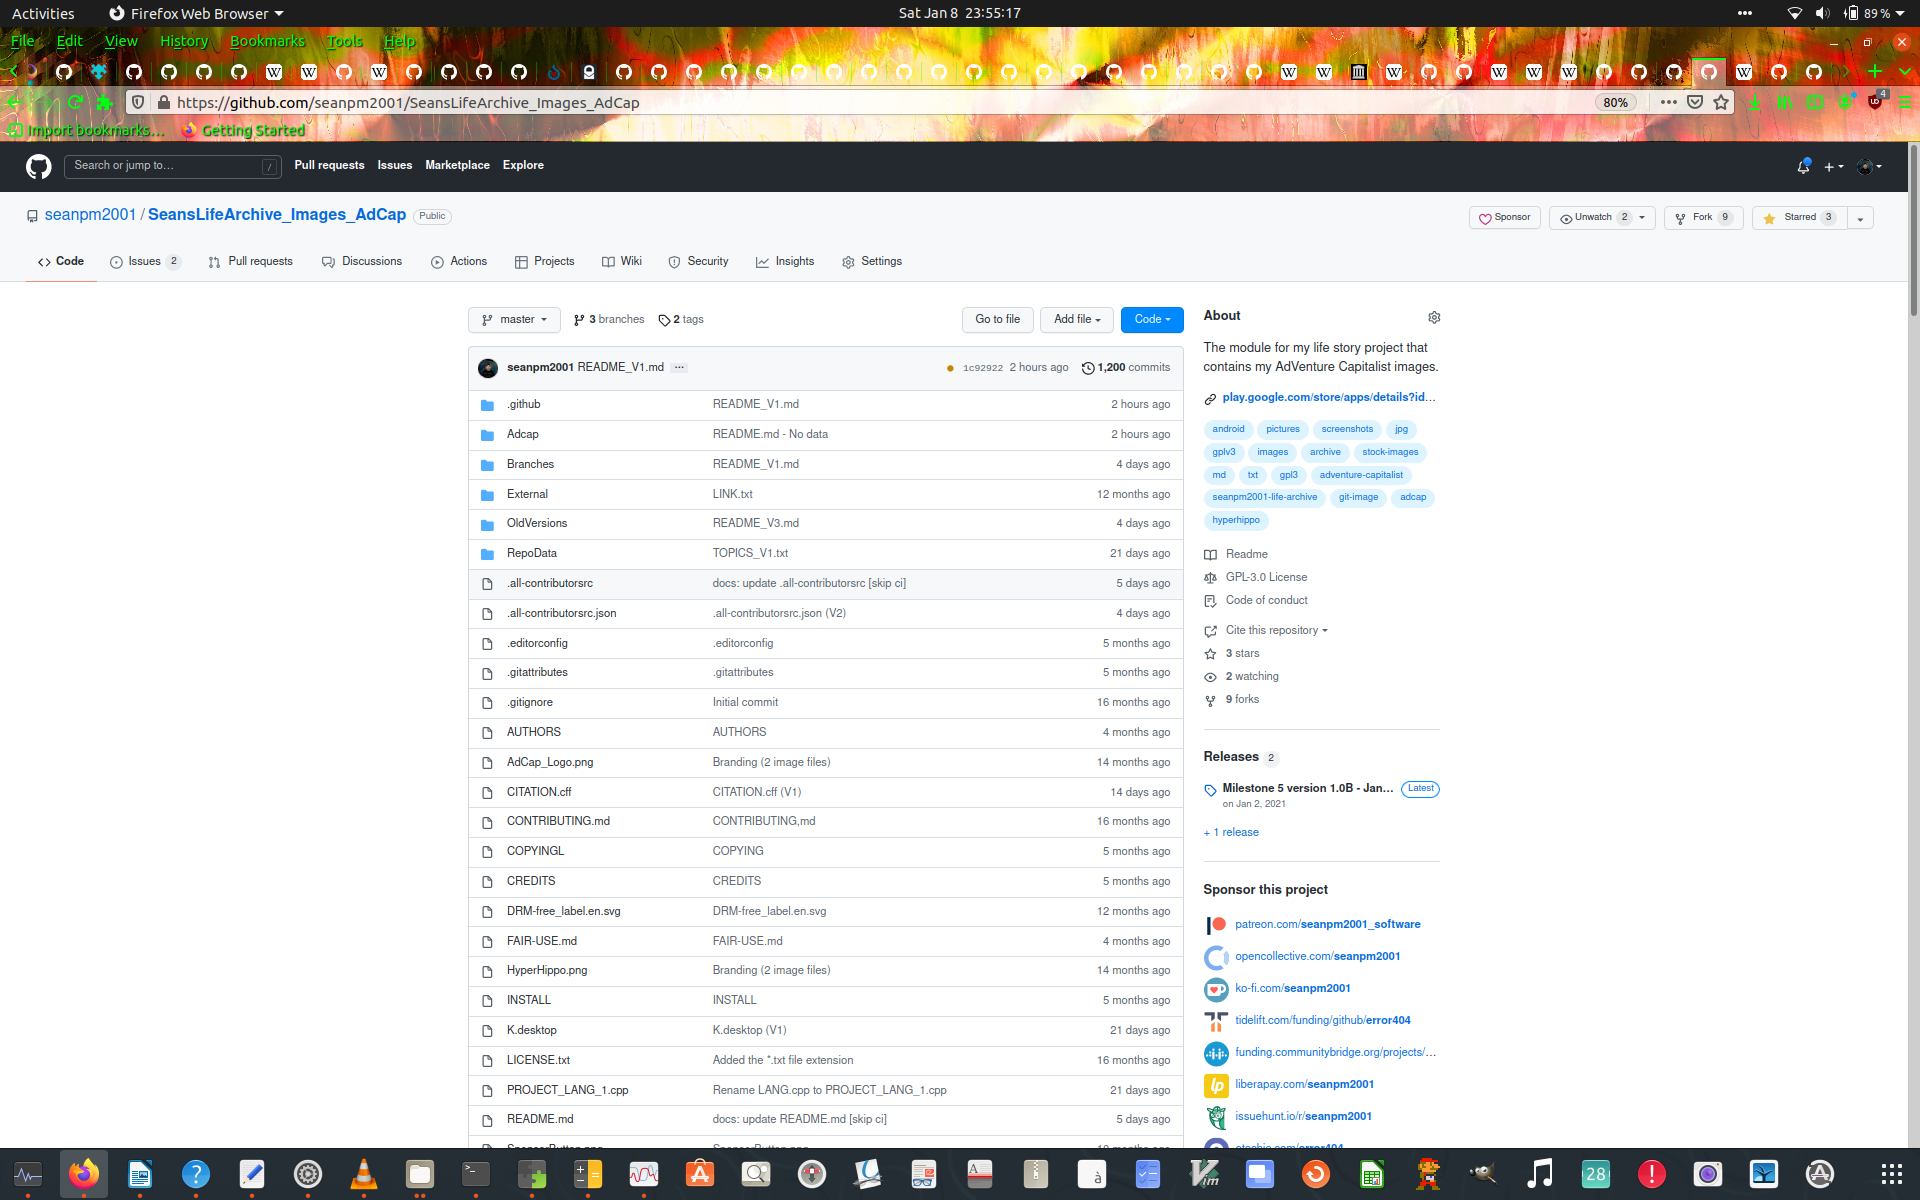 Activities Firefox Web Browser Sat Jan 8 23:55:17 89 %
File Edit View History Bookmarks Tools Help
https://github.com/seanpm2001/SeansLifeArchive_Images_AdCap 80% 4
Import bookmarks... Getting Started
Search or jump to... / Pull requests Issues Marketplace Explore
seanpm2001 / SeansLifeArchive_Images_AdCap Public Sponsor Unwatch 2 Fork 9 Starred 3
Code Issues 2 Pull requests Discussions Actions Projects Wiki Security Insights Settings
master 3 branches 2 tags Go to file Add file Code
seanpm2001 README_V1.md ... 1c92922 2 hours ago 1,200 commits
.github README_V1.md 2 hours ago
Adcap README.md - No data 2 hours ago
Branches README_V1.md 4 days ago
External LINK.txt 12 months ago
OldVersions README_V3.md 4 days ago
RepoData TOPICS_V1.txt 21 days ago
.all-contributorsrc docs: update .all-contributorsrc [skip ci] 5 days ago
.all-contributorsrc.json .all-contributorsrc.json (V2) 4 days ago
.editorconfig .editorconfig 5 months ago
.gitattributes .gitattributes 5 months ago
.gitignore Initial commit 16 months ago
AUTHORS AUTHORS 4 months ago
AdCap_Logo.png Branding (2 image files) 14 months ago
CITATION.cff CITATION.cff (V1) 14 days ago
CONTRIBUTING.md CONTRIBUTING,md 16 months ago
COPYINGL COPYING 5 months ago
CREDITS CREDITS 5 months ago
DRM-free_label.en.svg DRM-free_label.en.svg 12 months ago
FAIR-USE.md FAIR-USE.md 4 months ago
HyperHippo.png Branding (2 image files) 14 months ago
INSTALL INSTALL 5 months ago
K.desktop K.desktop (V1) 21 days ago
LICENSE.txt Added the *.txt file extension 16 months ago
PROJECT_LANG_1.cpp Rename LANG.cpp to PROJECT_LANG_1.cpp 21 days ago
README.md docs: update README.md [skip ci] 5 days ago
About
The module for my life story project that
contains my AdVenture Capitalist images.
play.google.com/store/apps/details?id...
android pictures screenshots jpg
gplv3 images archive stock-images
md txt gpl3 adventure-capitalist
seanpm2001-life-archive git-image adcap
hyperhippo
Readme
GPL-3.0 License
Code of conduct
Cite this repository
3 stars
2 watching
9 forks
Releases 2
Milestone 5 version 1.0B - Jan... Latest
on Jan 2, 2021
+ 1 release
Sponsor this project
patreon.com/seanpm2001_software
opencollective.com/seanpm2001
ko-fi.com/seanpm2001
tidelift.com/funding/github/error404
funding.communitybridge.org/projects/...
liberapay.com/seanpm2001
issuehunt.io/r/seanpm2001
28